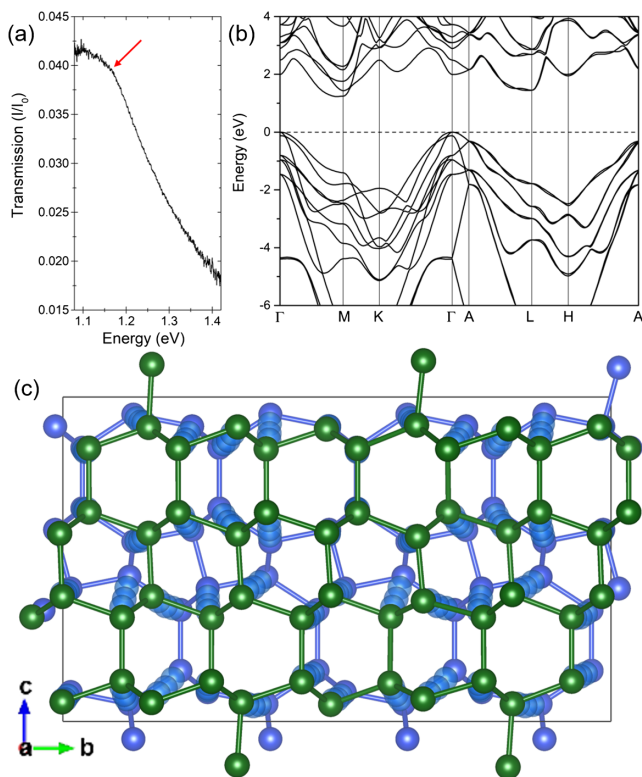 (a)
0.045
0.040
0.035
0.030
0.025
0.020
0.015
Transmission (I/I₀)
1.1 1.2 1.3 1.4
Energy (eV)
(b)
4
2
0
-2
-4
-6
Energy (eV)
Γ M K Γ A L H A
(c)
c
a b